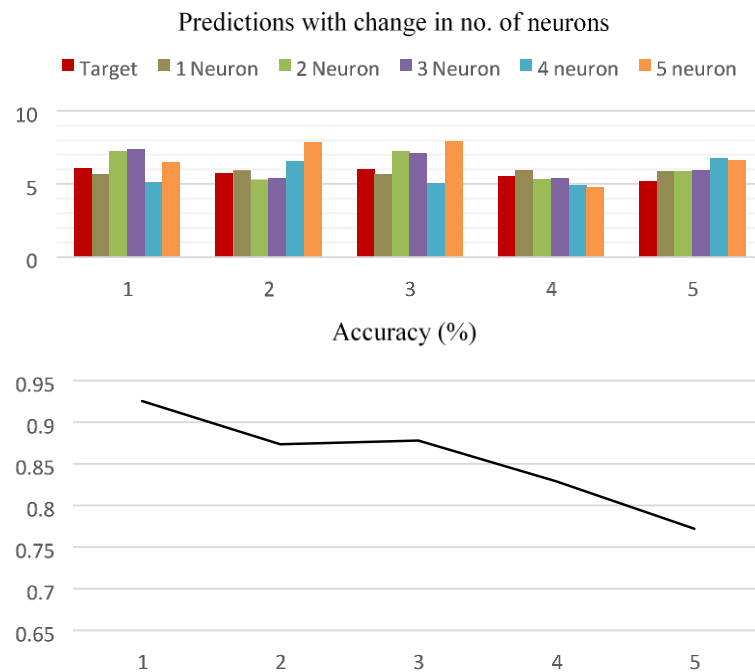 Predictions with change in no. of neurons
Target 1 Neuron 2 Neuron 3 Neuron 4 neuron 5 neuron
10
5
0
1 2 3 4 5
Accuracy (%)
0.95
0.9
0.85
0.8
0.75
0.7
0.65
1 2 3 4 5